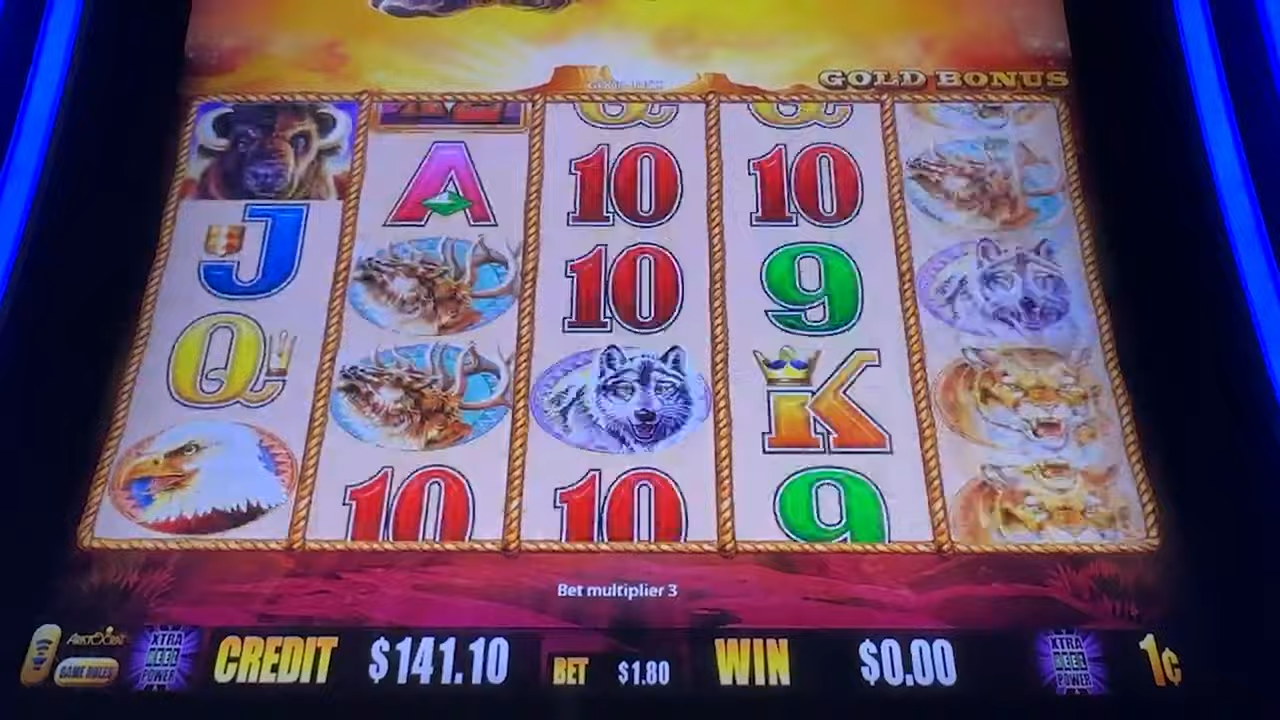 GOLD BONUS
Q Q
A 10 10
J 10 9
Q K
10 10 9
Bet multiplier 3
ARISTOCRAT
GAME RULES
XTRA
REEL
POWER
CREDIT $141.10 BET $1.80 WIN $0.00
XTRA
REEL
POWER
1¢